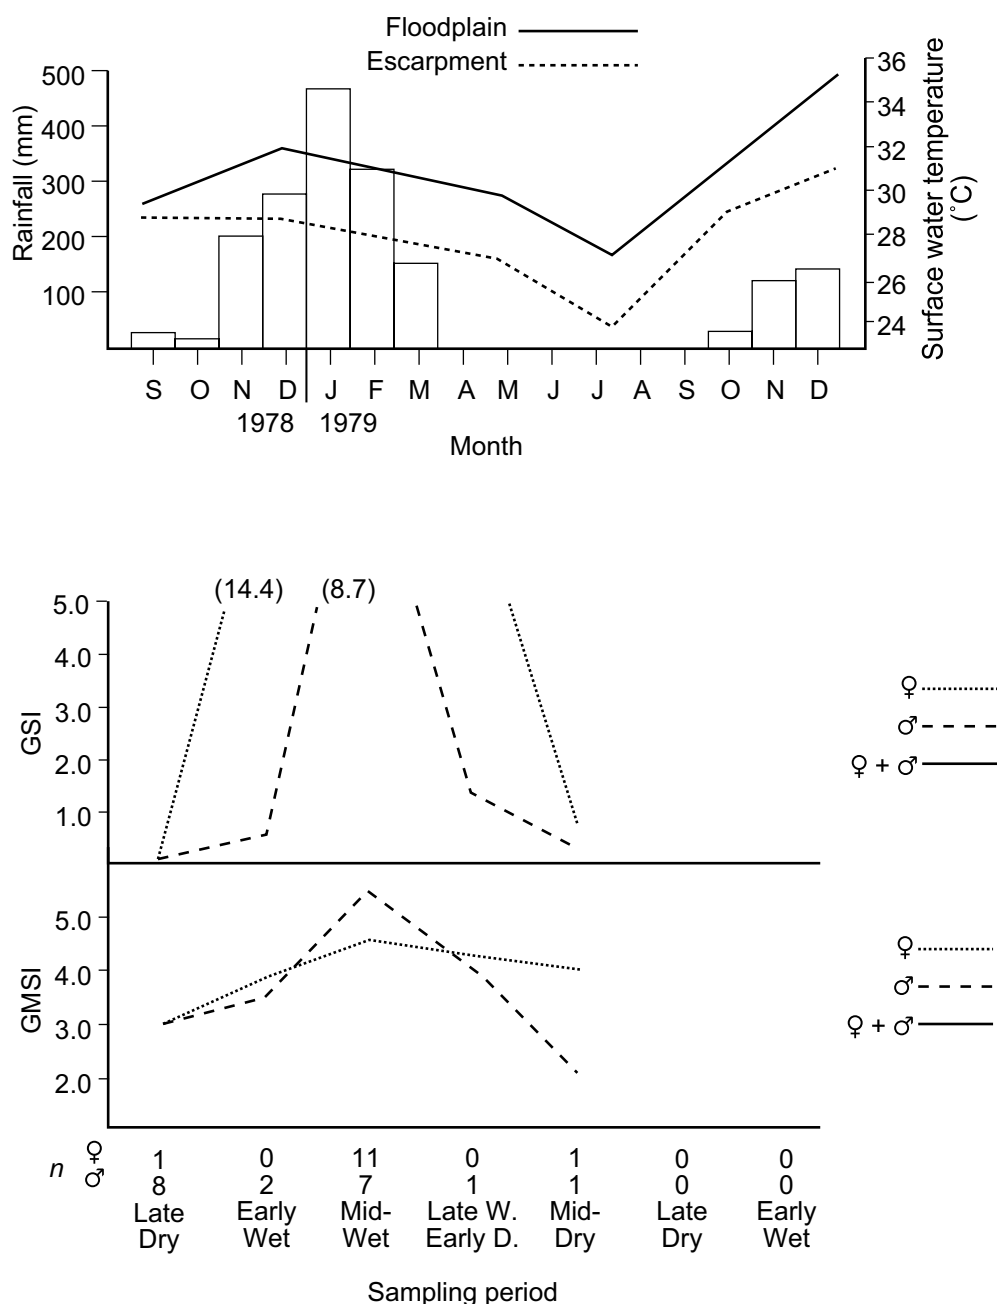 Floodplain
Escarpment
500
400
300
200
100
Rainfall (mm)
36
34
32
30
28
26
24
Surface water temperature
(˚C)
S O N D J F M A M J J A S O N D
1978 1979
Month
(14.4) (8.7)
5.0
4.0
3.0
2.0
1.0
GSI
♀
♂
♀ + ♂
5.0
4.0
3.0
2.0
GMSI
♀
♂
♀ + ♂
n ♀ 1 0 11 0 1 0 0
♂ 8 2 7 1 1 0 0
Late Early Mid- Late W. Mid- Late Early
Dry Wet Wet Early D. Dry Dry Wet
Sampling period